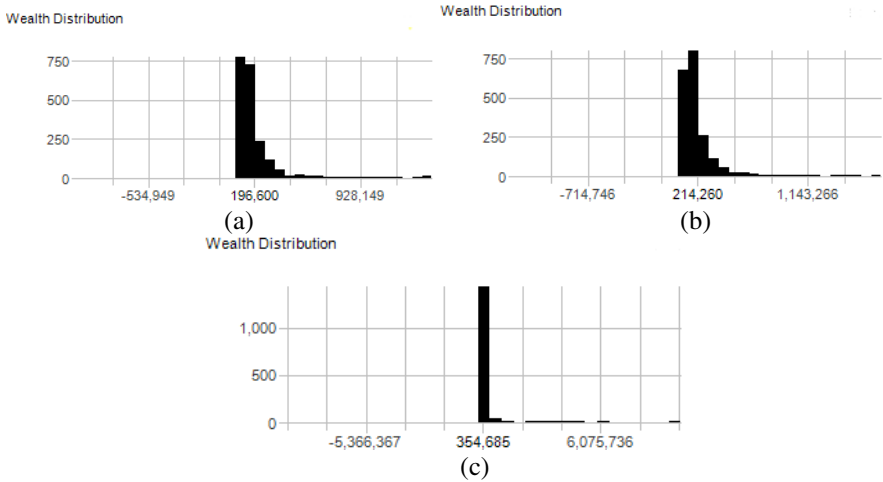 Wealth Distribution
750
500
250
0
-534,949 196,600 928,149
(a)
Wealth Distribution
750
500
250
0
-714,746 214,260 1,143,266
(b)
Wealth Distribution
1,000
500
0
-5,366,367 354,685 6,075,736
(c)